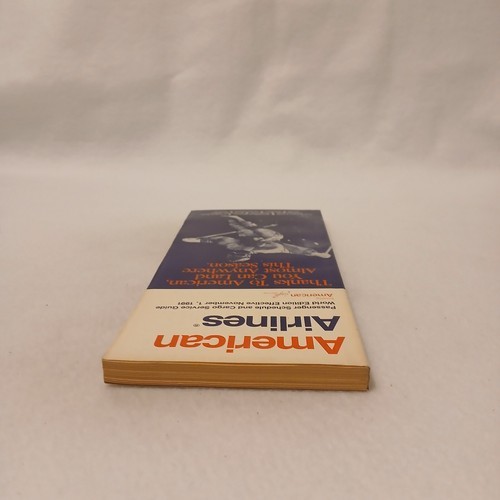 American
Airlines®
Passenger Schedule and Cargo Service Guide
World Edition Effective November 1, 1981
American
Thanks To American,
You Can Land
Almost Anywhere
This Season.